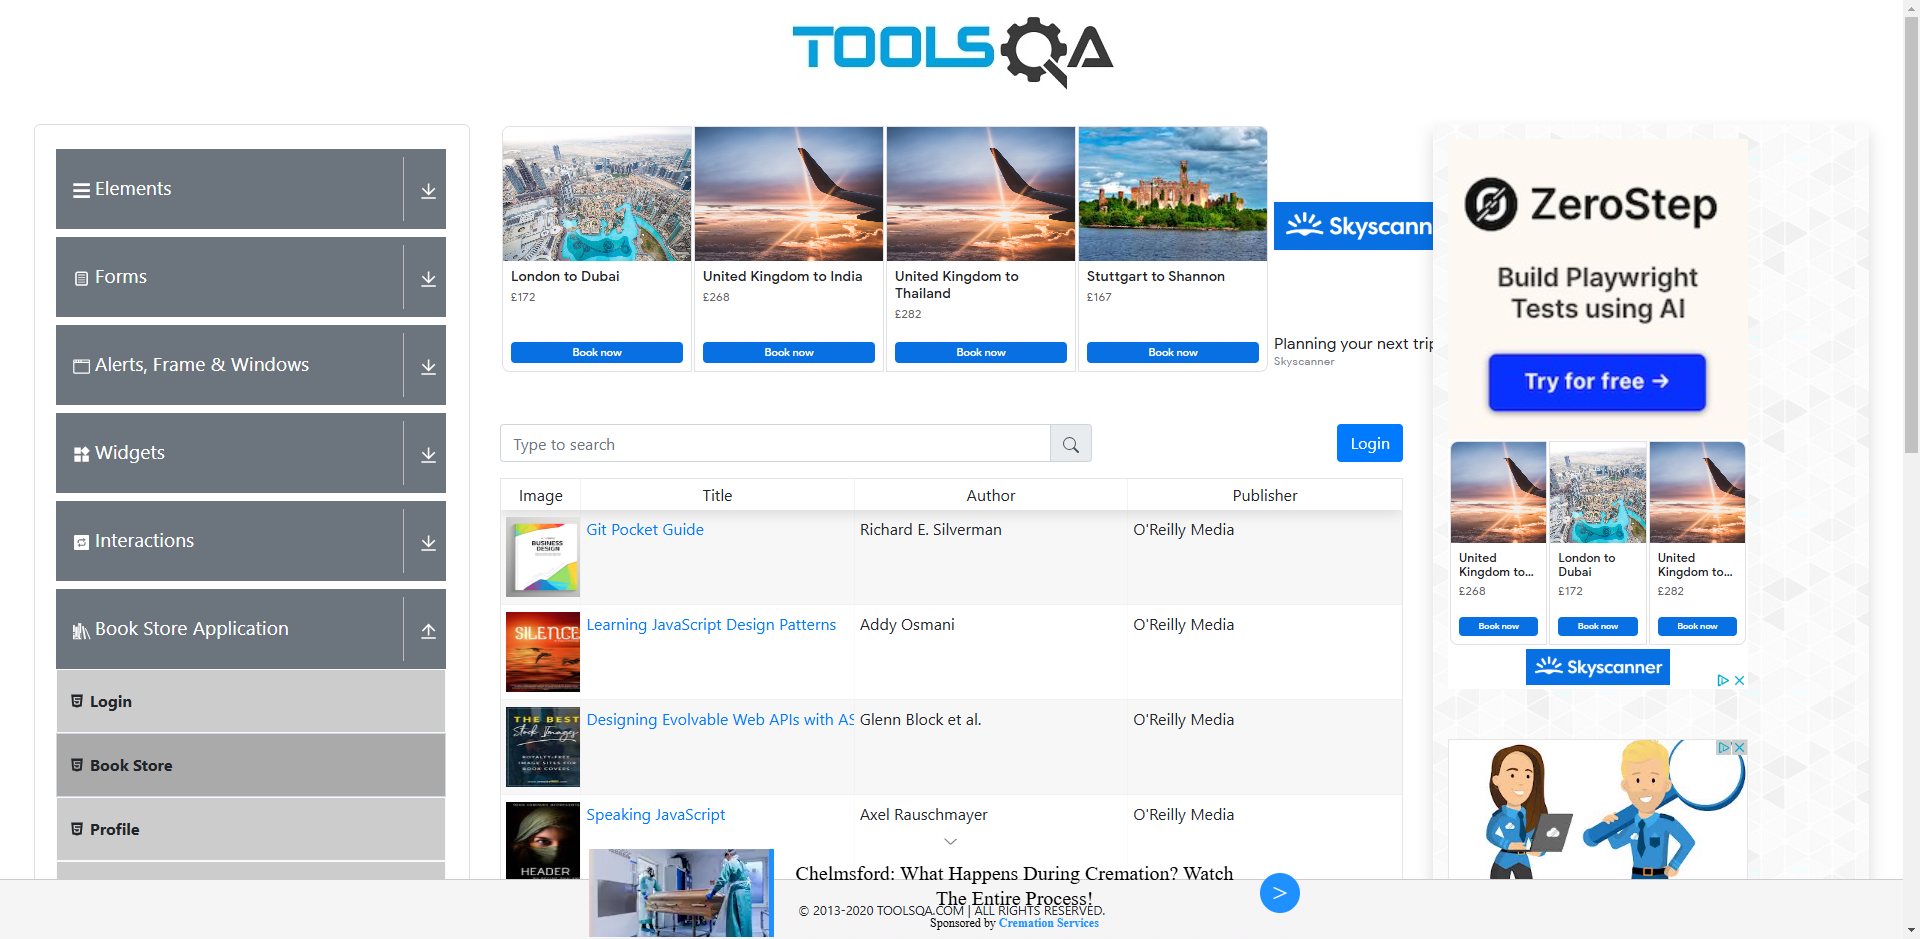 TOOLSQA
Elements
Forms
Alerts, Frame & Windows
Widgets
Interactions
Book Store Application
Login
Book Store
Profile
London to Dubai
£172
Book now
United Kingdom to India
£268
Book now
United Kingdom to
Thailand
£282
Book now
Stuttgart to Shannon
£167
Book now
Skyscann
Planning your next trip
Skyscanner
Type to search
Login
Image Title Author Publisher
BUSINESS
DESIGN
Git Pocket Guide Richard E. Silverman O'Reilly Media
SILENCE
Learning JavaScript Design Patterns Addy Osmani O'Reilly Media
THE BEST
Stock Images
ROYALTY-FREE
IMAGE SITES FOR
BOOK COVERS
Designing Evolvable Web APIs with AS Glenn Block et al. O'Reilly Media
Speaking JavaScript Axel Rauschmayer O'Reilly Media
HEADER
ZeroStep
Build Playwright
Tests using AI
Try for free →
United
Kingdom to...
£268
Book now
London to
Dubai
£172
Book now
United
Kingdom to...
£282
Book now
Skyscanner
Chelmsford: What Happens During Cremation? Watch
The Entire Process!
© 2013-2020 TOOLSQA.COM | ALL RIGHTS RESERVED.
Sponsored by Cremation Services